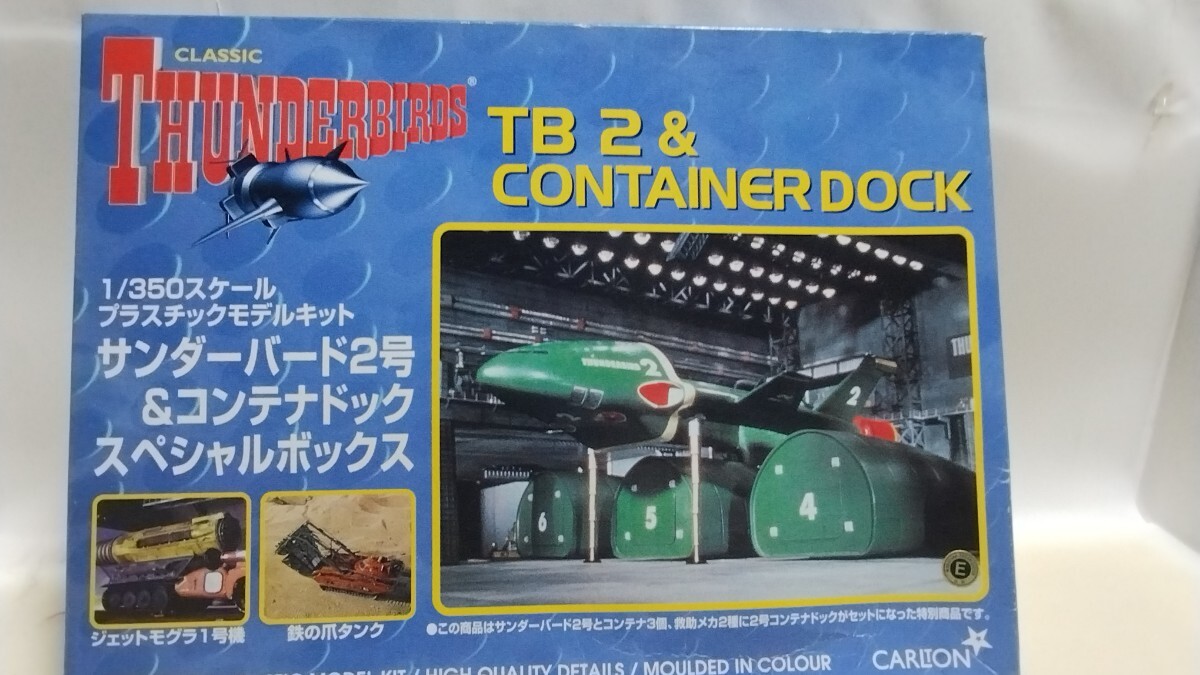 CLASSIC
THUNDERBIRDS®
TB 2 &
CONTAINER DOCK
1/350スケール
プラスチックモデルキット
サンダーバード2号
&コンテナドック
スペシャルボックス
THUNDERBIRD 2
2
6
5
4
THU
E
ジェットモグラ1号機
鉄の爪タンク
●この商品はサンダーバード2号とコンテナ3個、救助メカ2種に2号コンテナドックがセットになった特別商品です。
MODEL KIT / HIGH QUALITY DETAILS / MOULDED IN COLOUR
CARLTON